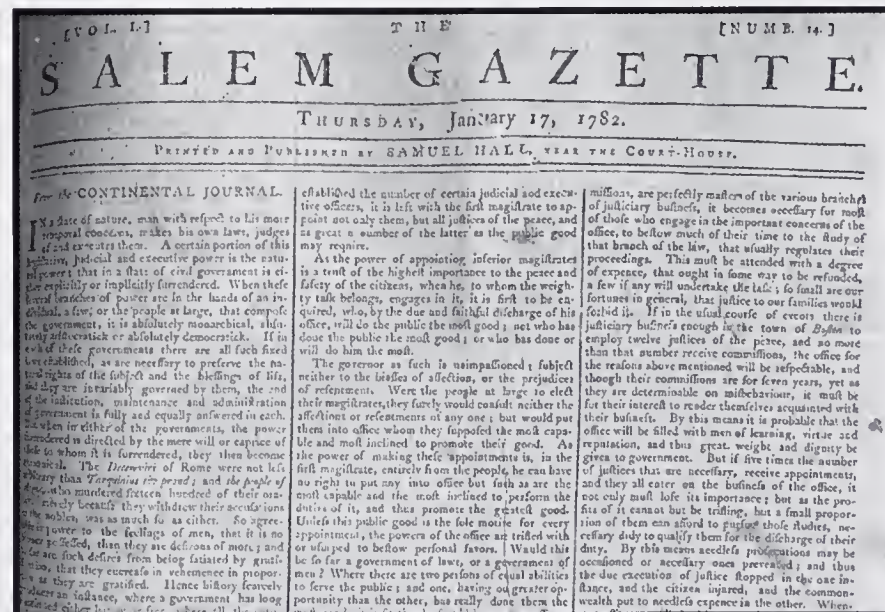 [VOL. I.] THE [NUMB. 14.]
SALEM GAZETTE.
THURSDAY, January 17, 1782.
PRINTED AND PUBLISHED BY SAMUEL HALL, NEAR THE COURT-HOUSE.
For the CONTINENTAL JOURNAL.
IN a state of nature, man with respect to his most
temporal concerns, makes his own laws, judges
of and executes them. A certain portion of this
legislative, judicial and executive power is the natu-
power; that in a state of civil government is ei-
ther explicitly or implicitly surrendered. When these
several branches of power are in the hands of an in-
dividual, a few; or the people at large, that compose
the government, it is absolutely monarchical, abso-
lutely aristocratick or absolutely democratick. If in
each of these governments there are all such fixed
laws established, as are necessary to preserve the na-
tural rights of the subject and the blessings of life,
and they are invariably governed by them, the end
of the institution, maintenance and administration
of government is fully and equally answered in each.
But when in either of the governments, the power
surrendered is directed by the mere will or caprice of
those to whom it is surrendered, they then become
tyrannical. The Decemviri of Rome were not less
arbitrary than Tarquinius the proud; and the people of
who murdered sixteen hundred of their
merely because they withdrew their accusations
nobles, was as much so as either. So agree-
power to the feelings of men, that it is no
possessed, than they are desirous of more; and
are such desires from being satiated by grati-
that they encrease in vehemence in propor-
as they are gratified. Hence history scarcely
an instance, where a government has long
established the number of certain judicial and execu-
tive officers, it is left with the first magistrate to ap-
point not only them, but all justices of the peace, and
as great a number of the latter as the public good
may require.
As the power of appointing inferior magistrates
is a trust of the highest importance to the peace and
safety of the citizens, when he, to whom the weigh-
ty task belongs, engages in it, it is first to be en-
quired, who, by the due and faithful discharge of his
office, will do the public the most good; not who has
done the public the most good; or who has done or
will do him the most.
The governor as such is unimpassioned; subject
neither to the biasses of affection, or the prejudices
of resentment. Were the people at large to elect
their magistrates, they surely would consult neither the
affections or resentments of any one; but would put
them into office whom they supposed the most capa-
ble and most inclined to promote their good. As
the power of making these appointments is, in the
first magistrate, entirely from the people, he can have
no right to put any into office but such as are the
most capable and the most inclined to perform the
duties of it, and thus promote the greatest good.
Unless this public good is the sole motive for every
appointment, the powers of the office are trifled with
or usurped to bestow personal favors. Would this
be so far a government of laws, or a government of
men? Where there are two persons of equal abilities
to serve the public; and one, having no greater op-
portunity than the other, has really done them the
missions, are perfectly masters of the various branches
of justiciary business, it becomes necessary for most
of those who engage in the important concerns of the
office, to bestow much of their time to the study of
that branch of the law, that usually regulates their
proceedings. This must be attended with a degree
of expence, that ought in some way to be refunded,
a few if any will undertake the task; so small are our
fortunes in general, that justice to our families would
forbid it. If in the usual course of events there is
justiciary business enough in the town of Boston to
employ twelve justices of the peace, and no more
than that number receive commissions, the office for
the reasons above mentioned will be respectable, and
though their commissions are for seven years, yet as
they are determinable on misbehaviour, it must be
for their interest to render themselves acquainted with
their business. By this means it is probable that the
office will be filled with men of learning, virtue and
reputation, and thus great weight and dignity be
given to government. But if five times the number
of justices that are necessary, receive appointments,
and they all enter on the business of the office, it
not only must lose its importance; but as the pro-
fits of it cannot but be trifling, but a small propor-
tion of them can afford to pursue those studies, ne-
cessary duly to qualify them for the discharge of their
duty. By this means needless prosecutions may be
occasioned or necessary ones prevented; and thus
the due execution of justice stopped in the one in-
stance, and the citizen injured, and the common-
wealth put to needless expence in the other. When